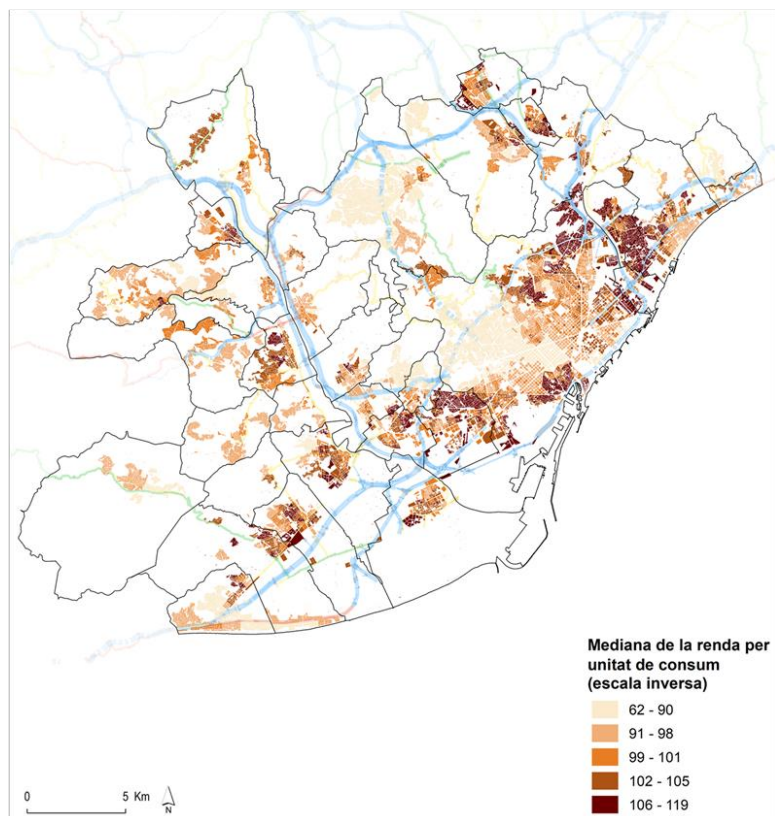 Mediana de la renda per
unitat de consum
(escala inversa)
62 - 90
91 - 98
99 - 101
102 - 105
106 - 119
0 5 Km
N